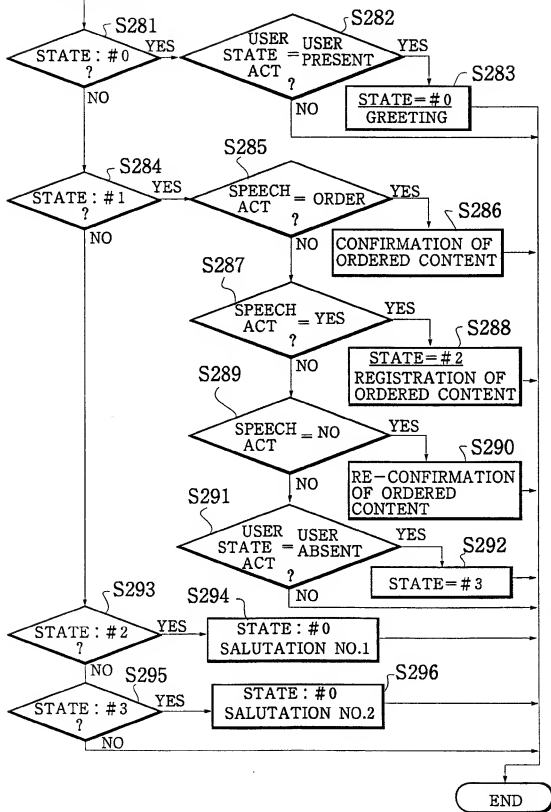 S281
STATE: #0
?
YES
NO
S282
USER
STATE = USER
ACT PRESENT
?
YES
NO
S283
STATE=#0
GREETING
S284
STATE: #1
?
YES
NO
S285
SPEECH
ACT = ORDER
?
YES
NO
S286
CONFIRMATION OF
ORDERED CONTENT
S287
SPEECH
ACT = YES
?
YES
NO
S288
STATE=#2
REGISTRATION OF
ORDERED CONTENT
S289
SPEECH
ACT = NO
?
YES
NO
S290
RE-CONFIRMATION
OF ORDERED
CONTENT
S291
USER
STATE = USER
ACT ABSENT
?
YES
NO
S292
STATE=#3
S293
STATE: #2
?
YES
NO
S294
STATE: #0
SALUTATION NO.1
S295
STATE: #3
?
YES
NO
S296
STATE: #0
SALUTATION NO.2
END